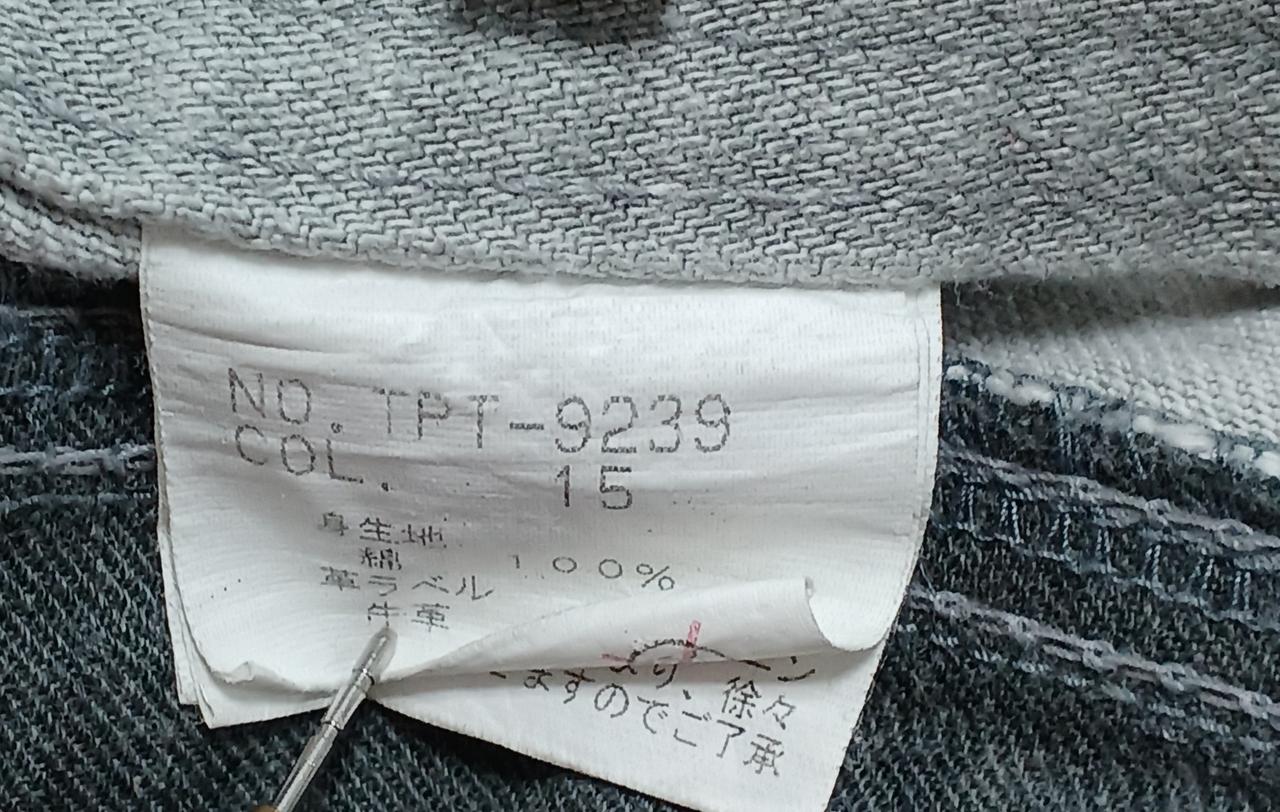 NO. TPT-9239
COL. 15
身生地
綿 100%
革ラベル
牛革
徐々
ますのでご了承